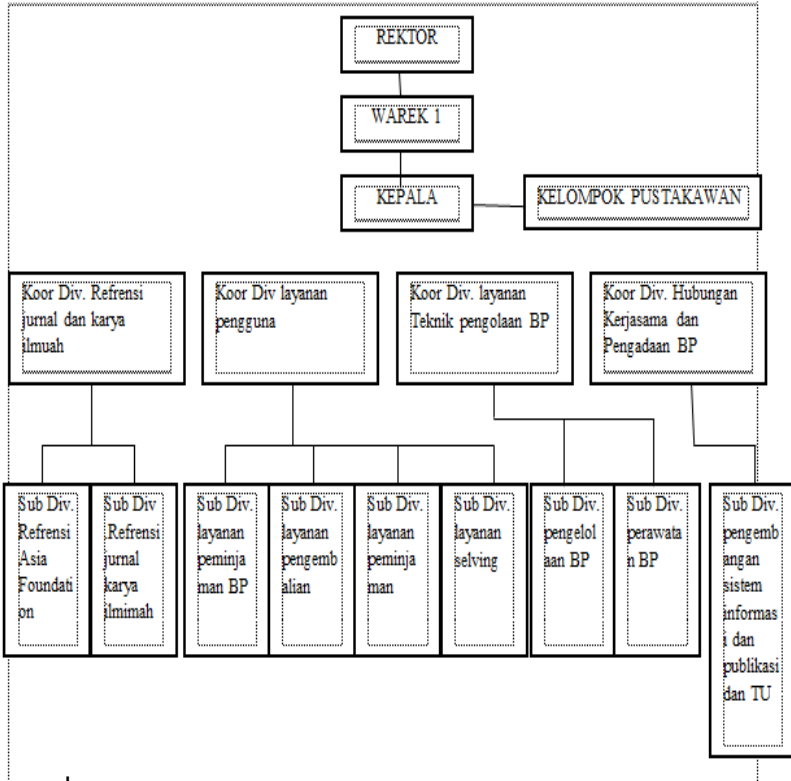 REKTOR
WAREK 1
KEPALA
KELOMPOK PUSTAKAWAN
Koor Div. Refrensi
jurnal dan karya
ilmuah
Koor Div layanan
pengguna
Koor Div. layanan
Teknik pengolaan BP
Koor Div. Hubungan
Kerjasama dan
Pengadaan BP
Sub Div.
Refrensi
Asia
Foundati
on
Sub Div
.Refrensi
jurnal
karya
ilmimah
Sub Div.
layanan
peminja
man BP
Sub Div.
layanan
pengemb
alian
Sub Div.
layanan
peminja
man
Sub Div.
layanan
selving
Sub Div.
pengelol
aan BP
Sub Div.
perawata
n BP
Sub Div.
pengemb
angan
sistem
informas
i dan
publikasi
dan TU